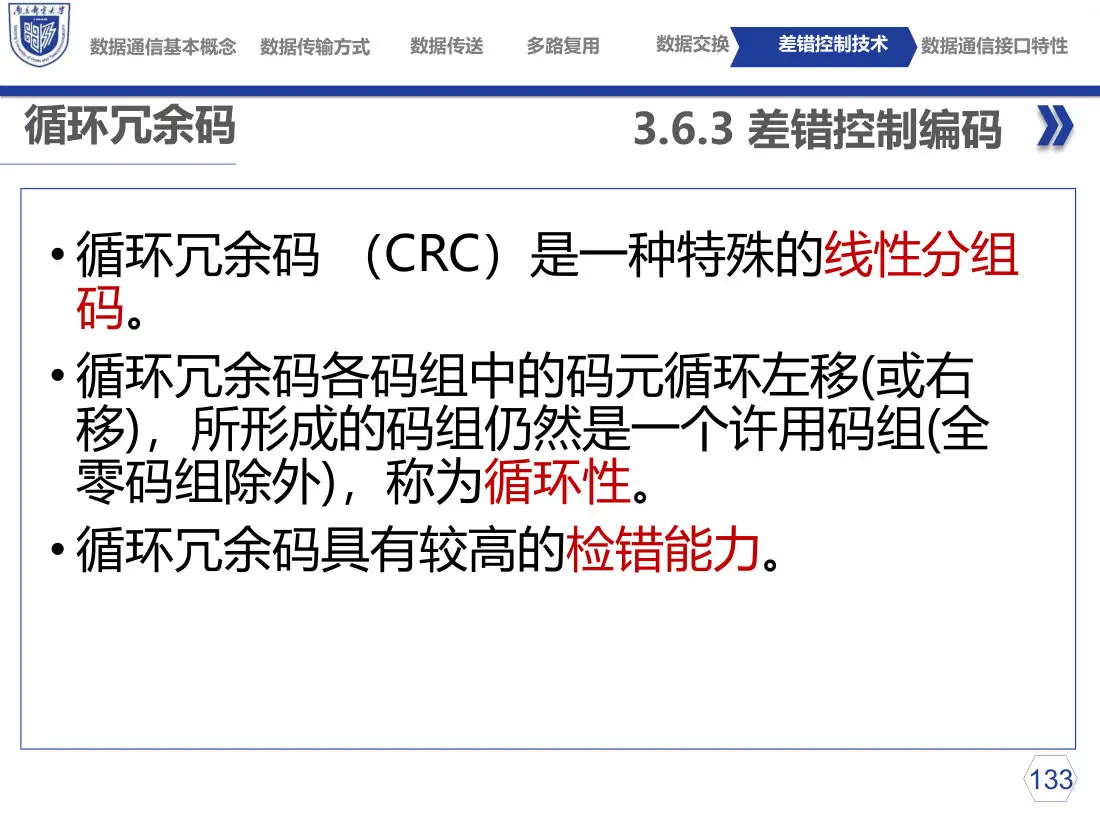 南京邮电大学
数据通信基本概念 数据传输方式 数据传送 多路复用 数据交换 差错控制技术 数据通信接口特性
循环冗余码
3.6.3 差错控制编码
•循环冗余码 （CRC）是一种特殊的线性分组
码。
•循环冗余码各码组中的码元循环左移(或右
移)，所形成的码组仍然是一个许用码组(全
零码组除外)，称为循环性。
•循环冗余码具有较高的检错能力。
133